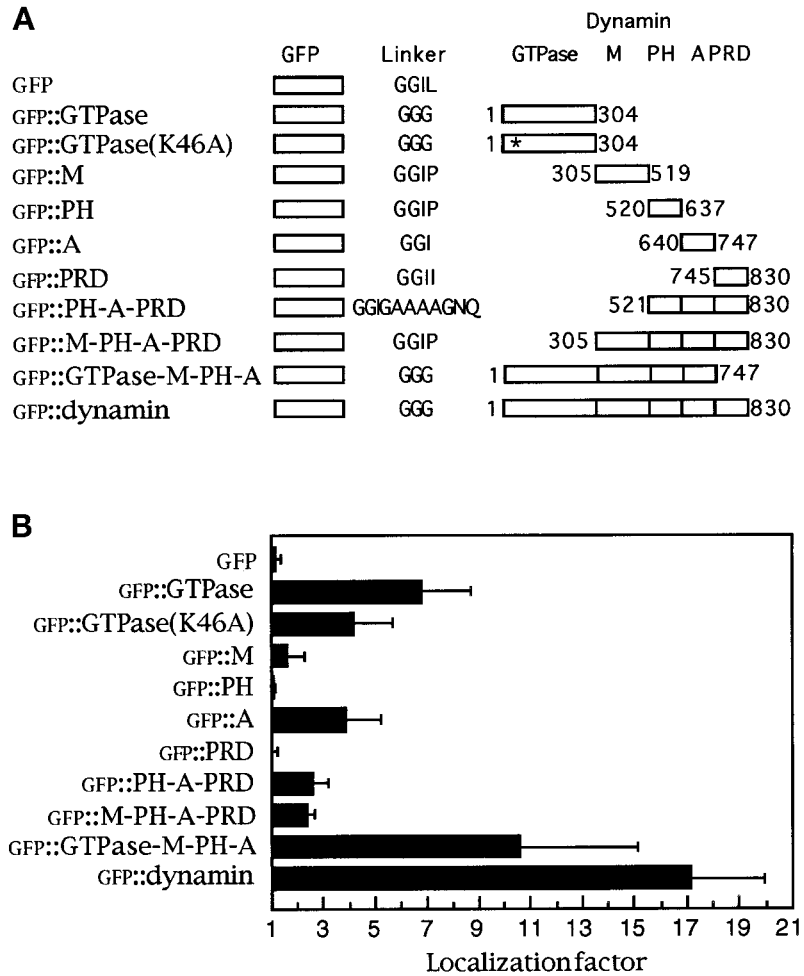 A
Dynamin
GFP Linker GTPase M PH A PRD
GFP GGIL
GFP::GTPase GGG 1 304
GFP::GTPase(K46A) GGG 1 * 304
GFP::M GGIP 305 519
GFP::PH GGIP 520 637
GFP::A GGI 640 747
GFP::PRD GGII 745 830
GFP::PH-A-PRD GGIGAAAAGNQ 521 830
GFP::M-PH-A-PRD GGIP 305 830
GFP::GTPase-M-PH-A GGG 1 747
GFP::dynamin GGG 1 830
B
GFP
GFP::GTPase
GFP::GTPase(K46A)
GFP::M
GFP::PH
GFP::A
GFP::PRD
GFP::PH-A-PRD
GFP::M-PH-A-PRD
GFP::GTPase-M-PH-A
GFP::dynamin
1 3 5 7 9 11 13 15 17 19 21
Localization factor